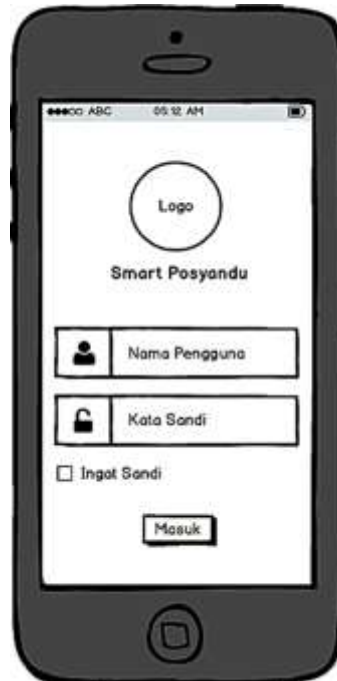 ABC 05:12 AM
Logo
Smart Posyandu
Nama Pengguna
Kata Sandi
Ingat Sandi
Masuk